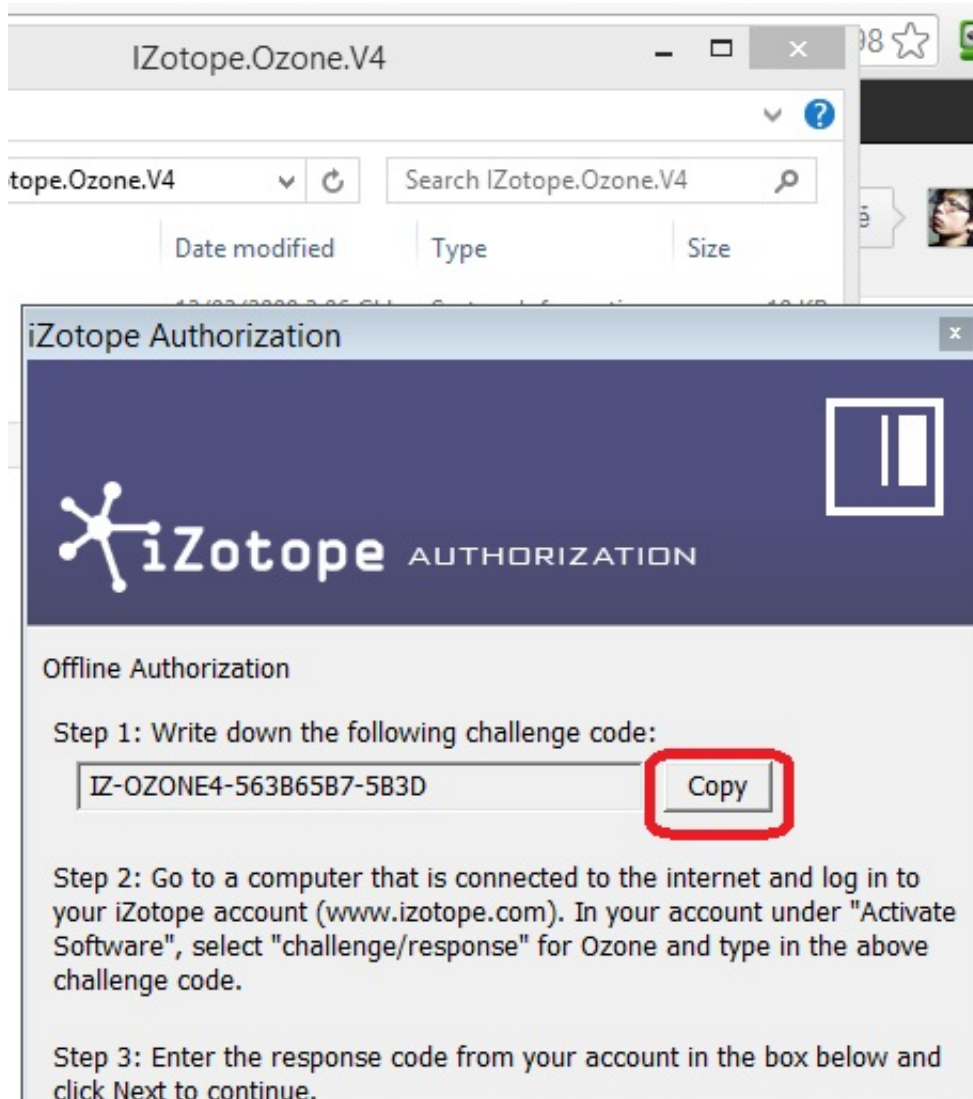 IZotope.Ozone.V4
98
otope.Ozone.V4
Search IZotope.Ozone.V4
é
Date modified Type Size
iZotope Authorization
iZotope AUTHORIZATION
Offline Authorization
Step 1: Write down the following challenge code:
IZ-OZONE4-563B65B7-5B3D Copy
Step 2: Go to a computer that is connected to the internet and log in to
your iZotope account (www.izotope.com). In your account under "Activate
Software", select "challenge/response" for Ozone and type in the above
challenge code.
Step 3: Enter the response code from your account in the box below and
click Next to continue.